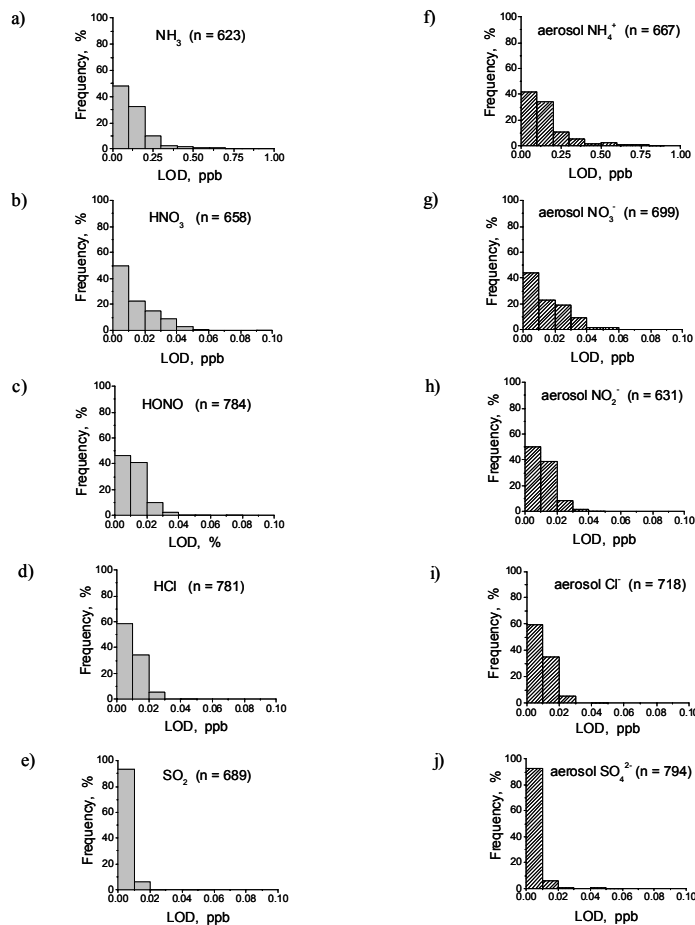 a)
NH3 (n = 623)
Frequency, %
100
80
60
40
20
0
0.00 0.25 0.50 0.75 1.00
LOD, ppb
f)
aerosol NH4+ (n = 667)
Frequency, %
100
80
60
40
20
0
0.00 0.25 0.50 0.75 1.00
LOD, ppb
b)
HNO3 (n = 658)
Frequency, %
100
80
60
40
20
0
0.00 0.02 0.04 0.06 0.08 0.10
LOD, ppb
g)
aerosol NO3- (n = 699)
Frequency, %
100
80
60
40
20
0
0.00 0.02 0.04 0.06 0.08 0.10
LOD, ppb
c)
HONO (n = 784)
Frequency, %
100
80
60
40
20
0
0.00 0.02 0.04 0.06 0.08 0.10
LOD, %
h)
aerosol NO2- (n = 631)
Frequency, %
100
80
60
40
20
0
0.00 0.02 0.04 0.06 0.08 0.10
LOD, ppb
d)
HCl (n = 781)
Frequency, %
100
80
60
40
20
0
0.00 0.02 0.04 0.06 0.08 0.10
LOD, ppb
i)
aerosol Cl- (n = 718)
Frequency, %
100
80
60
40
20
0
0.00 0.02 0.04 0.06 0.08 0.10
LOD, ppb
e)
SO2 (n = 689)
Frequency, %
100
80
60
40
20
0
0.00 0.02 0.04 0.06 0.08 0.10
LOD, ppb
j)
aerosol SO42- (n = 794)
Frequency, %
100
80
60
40
20
0
0.00 0.02 0.04 0.06 0.08 0.10
LOD, ppb